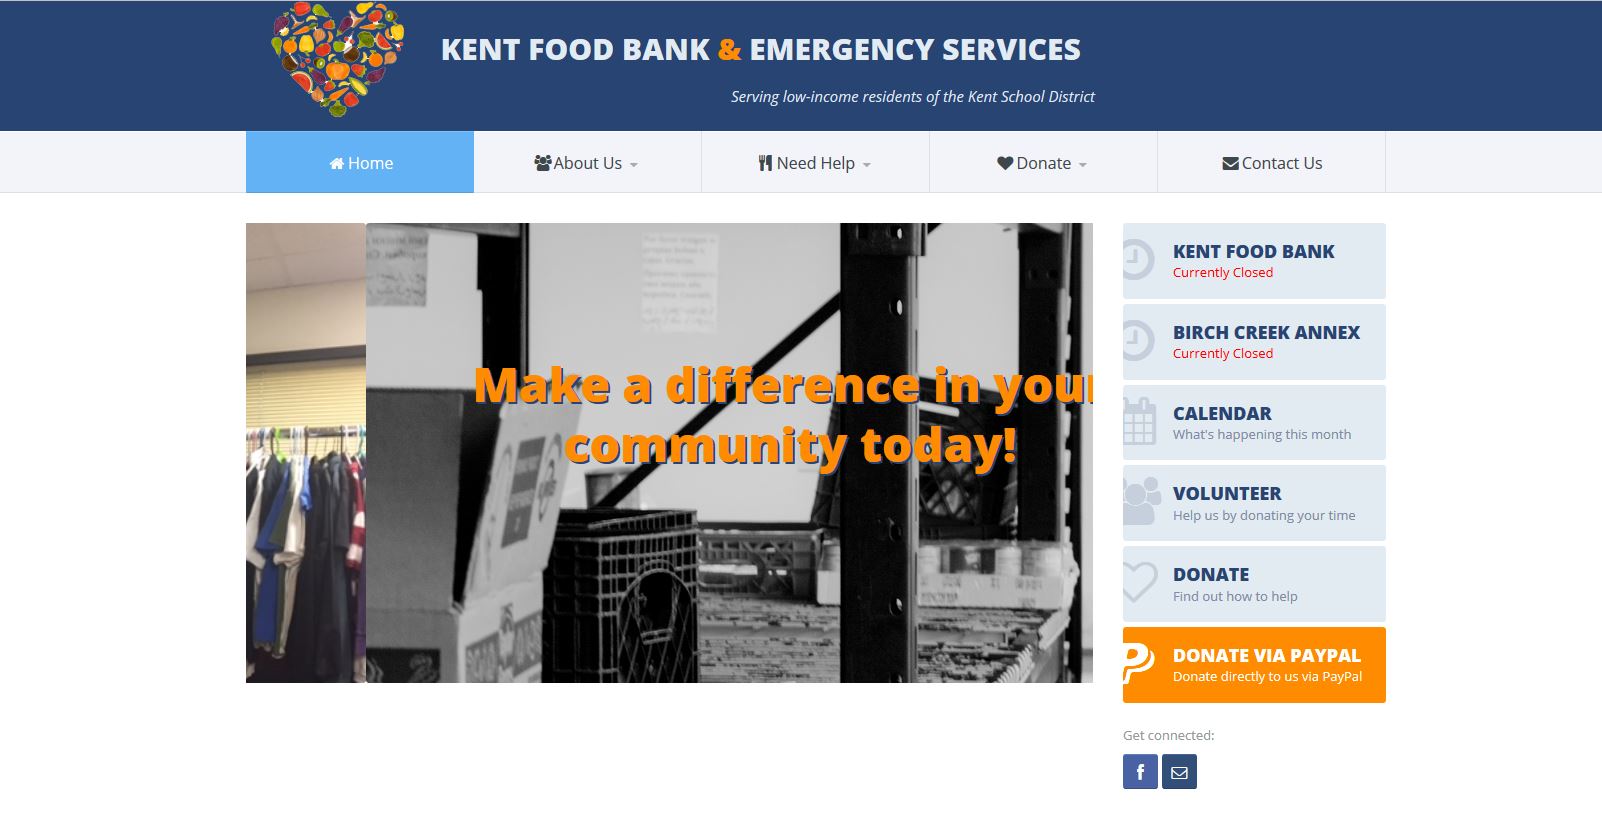 KENT FOOD BANK & EMERGENCY SERVICES
Serving low-income residents of the Kent School District
Home
About Us
Need Help
Donate
Contact Us
Make a difference in your
community today!
KENT FOOD BANK
Currently Closed
BIRCH CREEK ANNEX
Currently Closed
CALENDAR
What's happening this month
VOLUNTEER
Help us by donating your time
DONATE
Find out how to help
DONATE VIA PAYPAL
Donate directly to us via PayPal
Get connected: